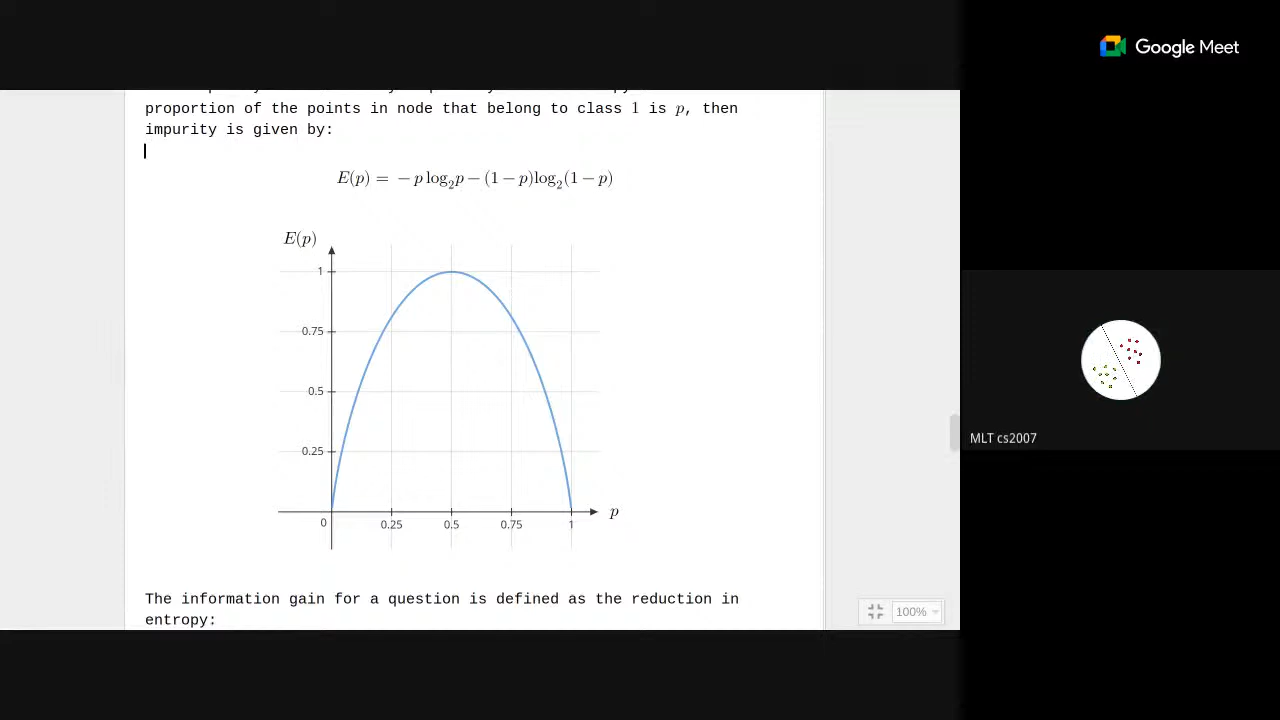 Google Meet
proportion of the points in node that belong to class 1 is p, then
impurity is given by:
E(p) = −p log₂p − (1 − p)log₂(1 − p)
E(p)
1
0.75
0.5
0.25
0
0.25
0.5
0.75
1
p
The information gain for a question is defined as the reduction in
entropy:
100%
MLT cs2007